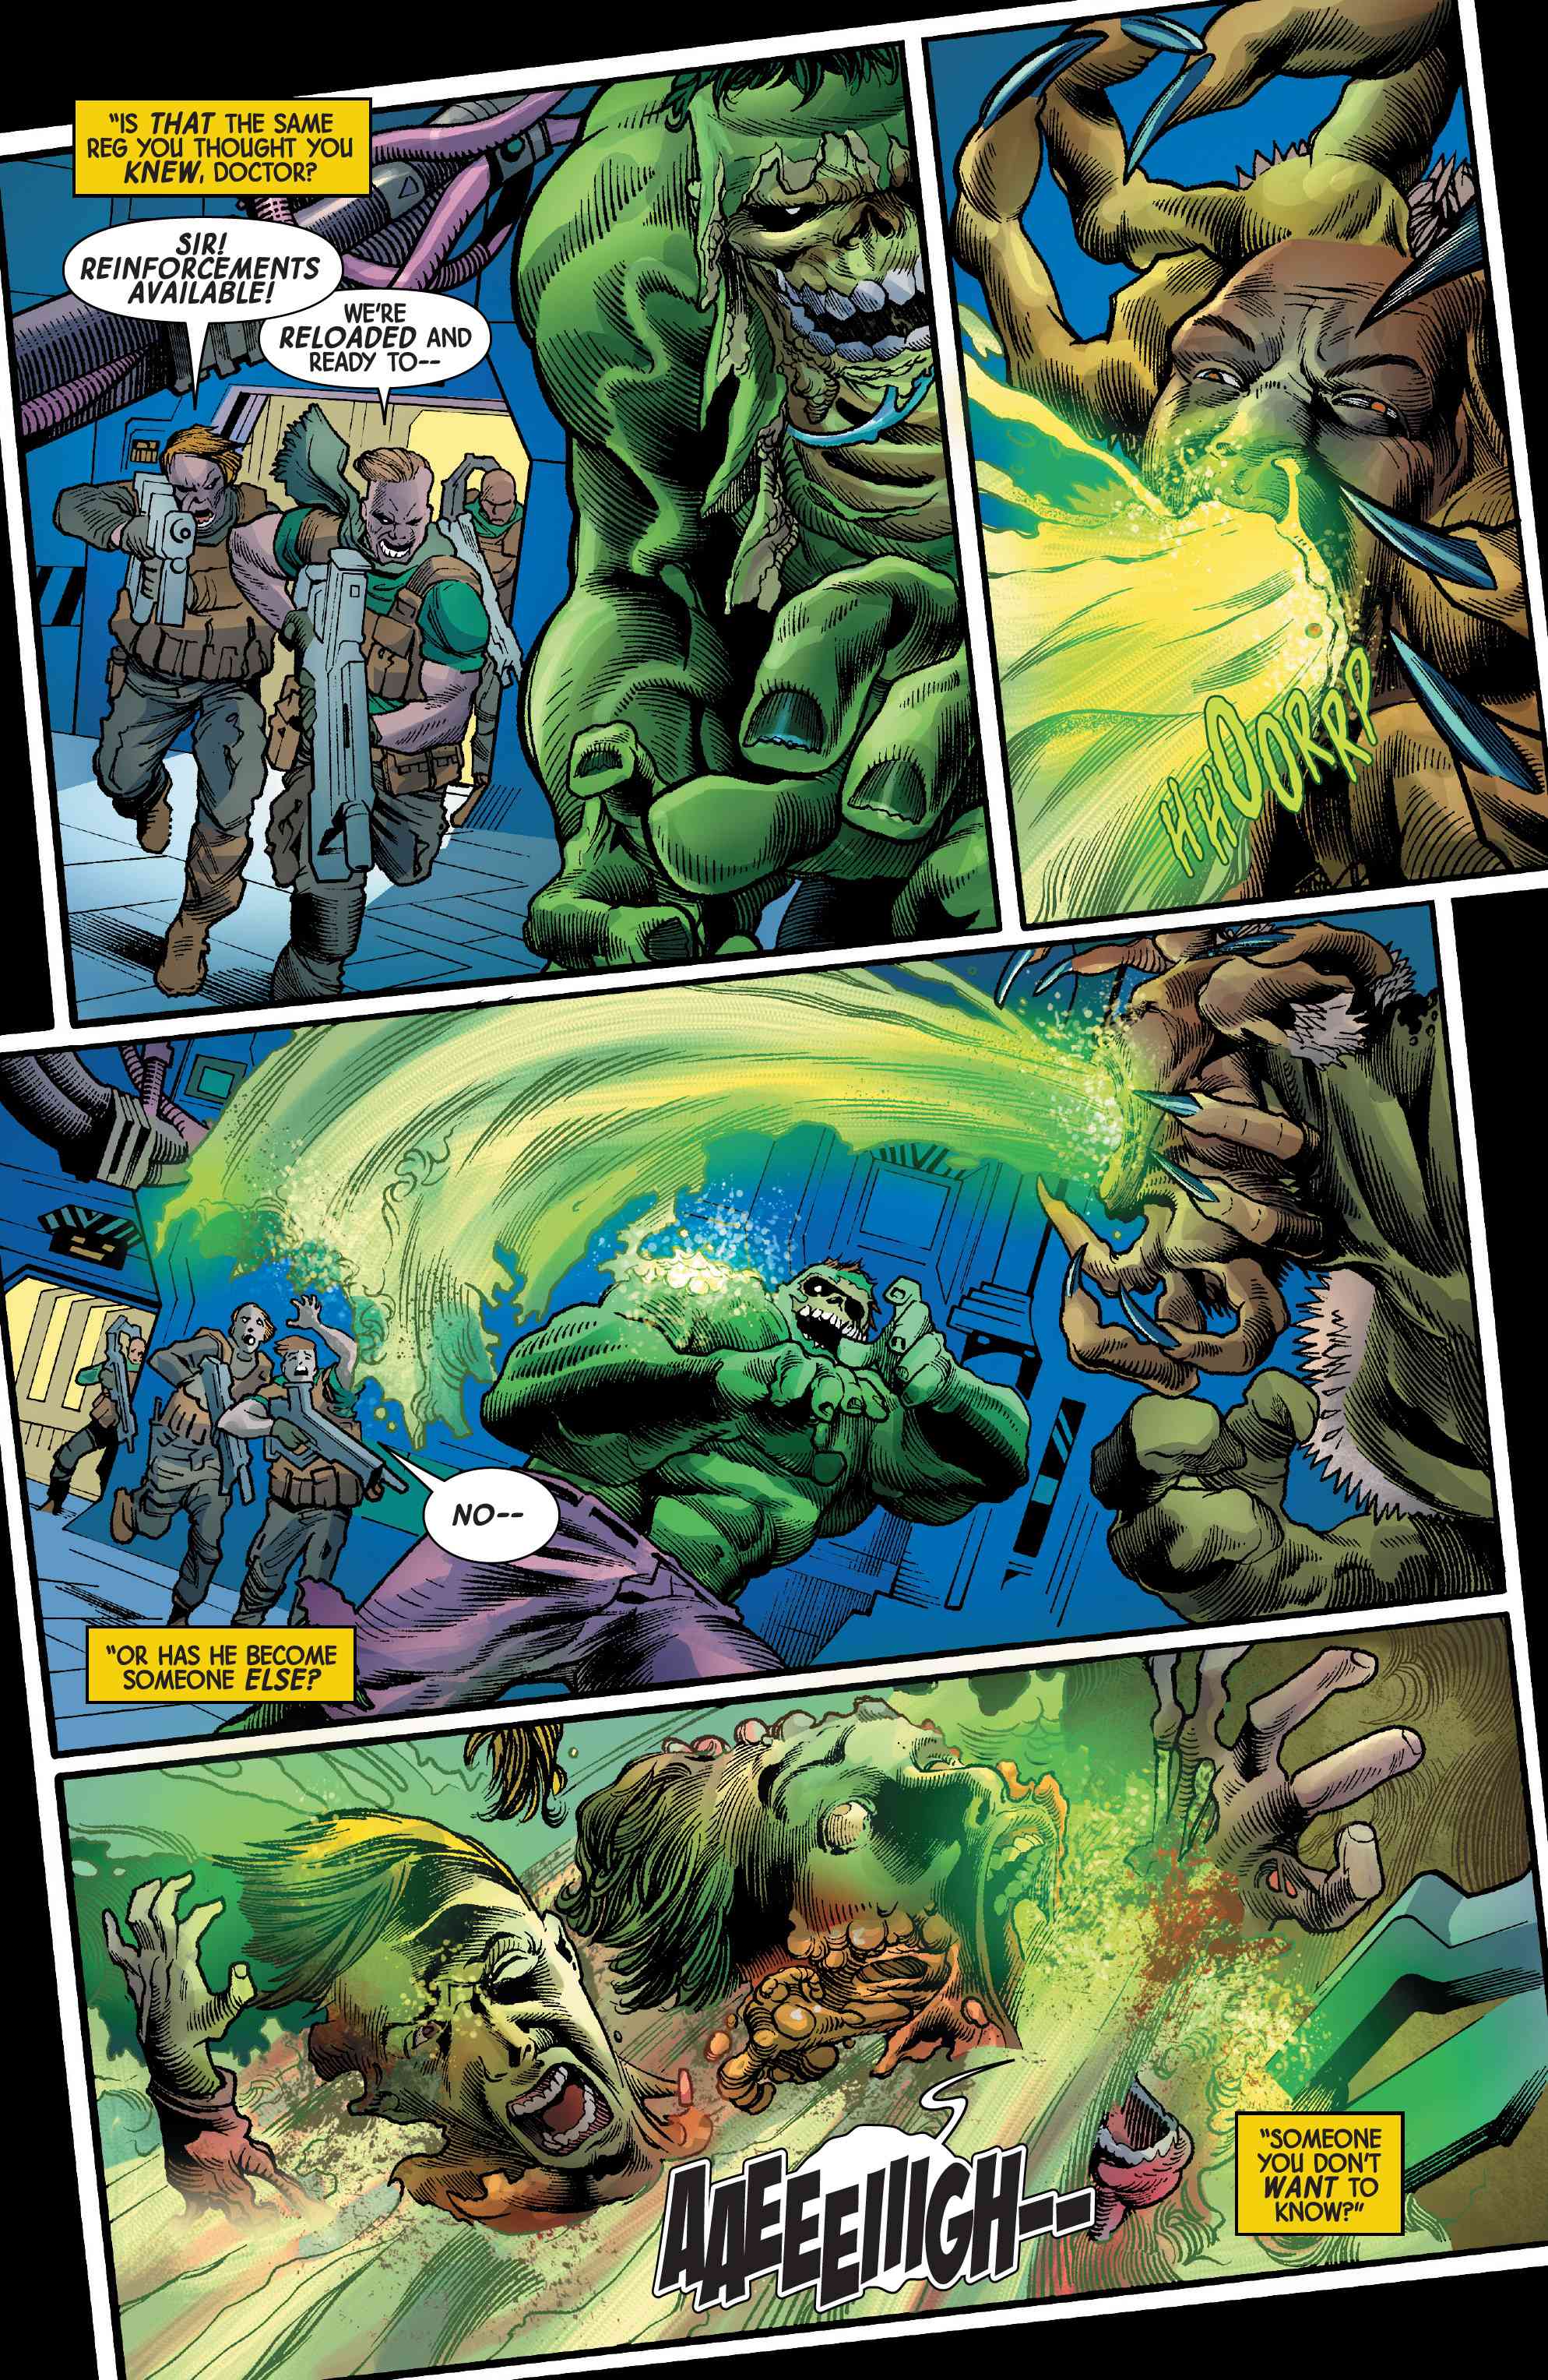 "IS THAT THE SAME
REG YOU THOUGHT YOU
KNEW, DOCTOR?
SIR!
REINFORCEMENTS
AVAILABLE!
WE'RE
RELOADED AND
READY TO--
HHOORRP
NO--
"OR HAS HE BECOME
SOMEONE ELSE?
AAEEEIIIGH--
"SOMEONE
YOU DON'T
WANT TO
KNOW?"